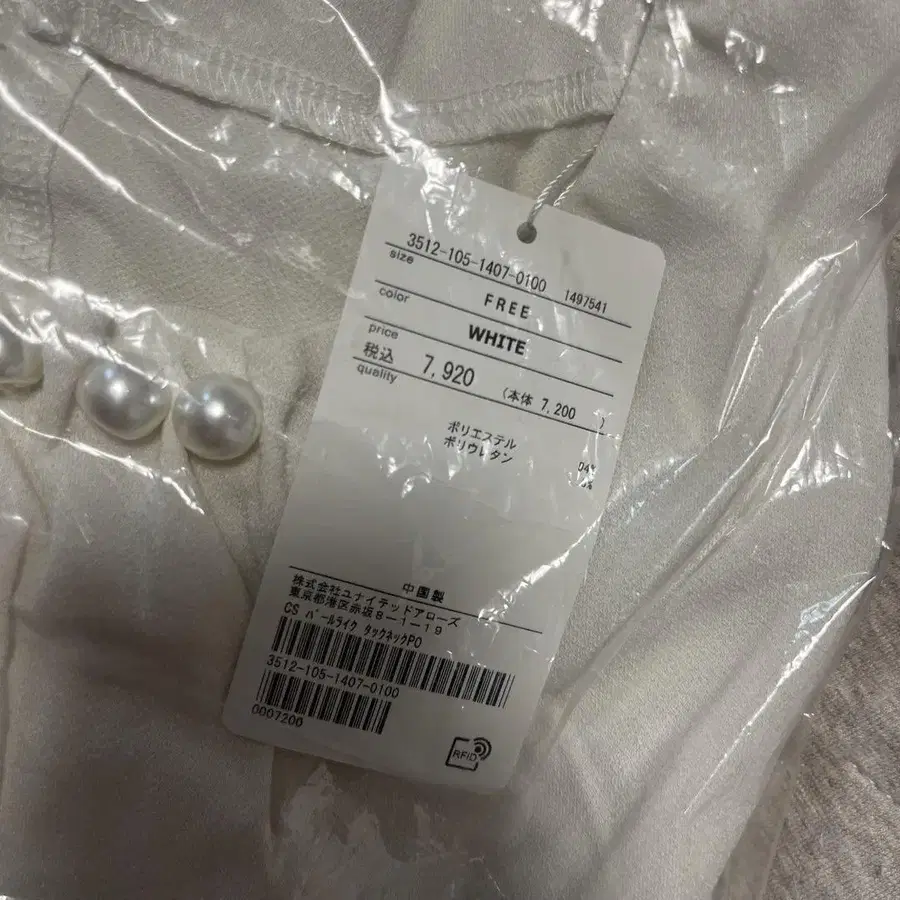 3512-105-1407-0100 1497541
size FREE
color WHITE
price
税込 7,920 (本体 7,200 )
quality
ポリエステル
ポリウレタン
中国製
株式会社ユナイテッドアローズ
東京都港区赤坂8-1-19
CS パールライク タックネックPO
3512-105-1407-0100
0007200
RFID